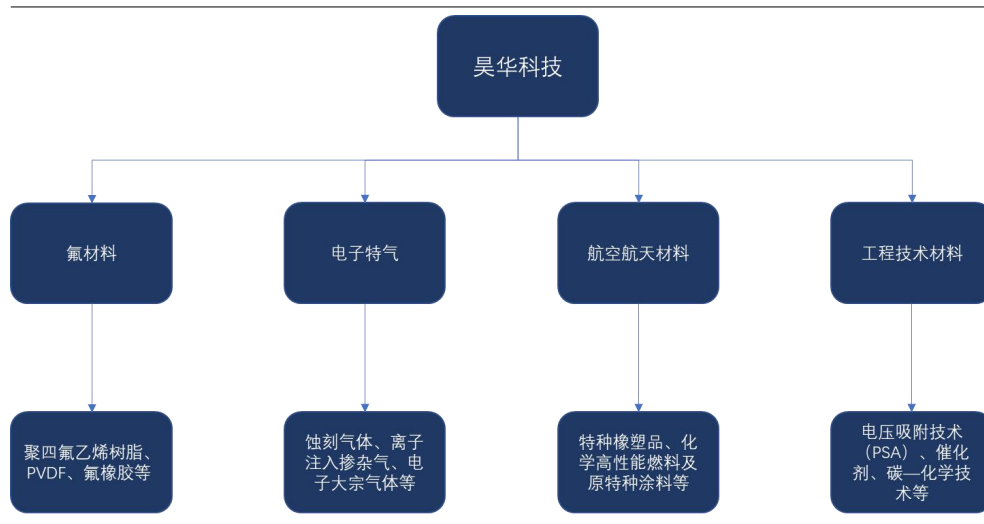 昊华科技
氟材料
电子特气
航空航天材料
工程技术材料
聚四氟乙烯树脂、
PVDF、氟橡胶等
蚀刻气体、离子
注入掺杂气、电
子大宗气体等
特种橡塑品、化
学高性能燃料及
原特种涂料等
电压吸附技术
（PSA）、催化
剂、碳—化学技
术等